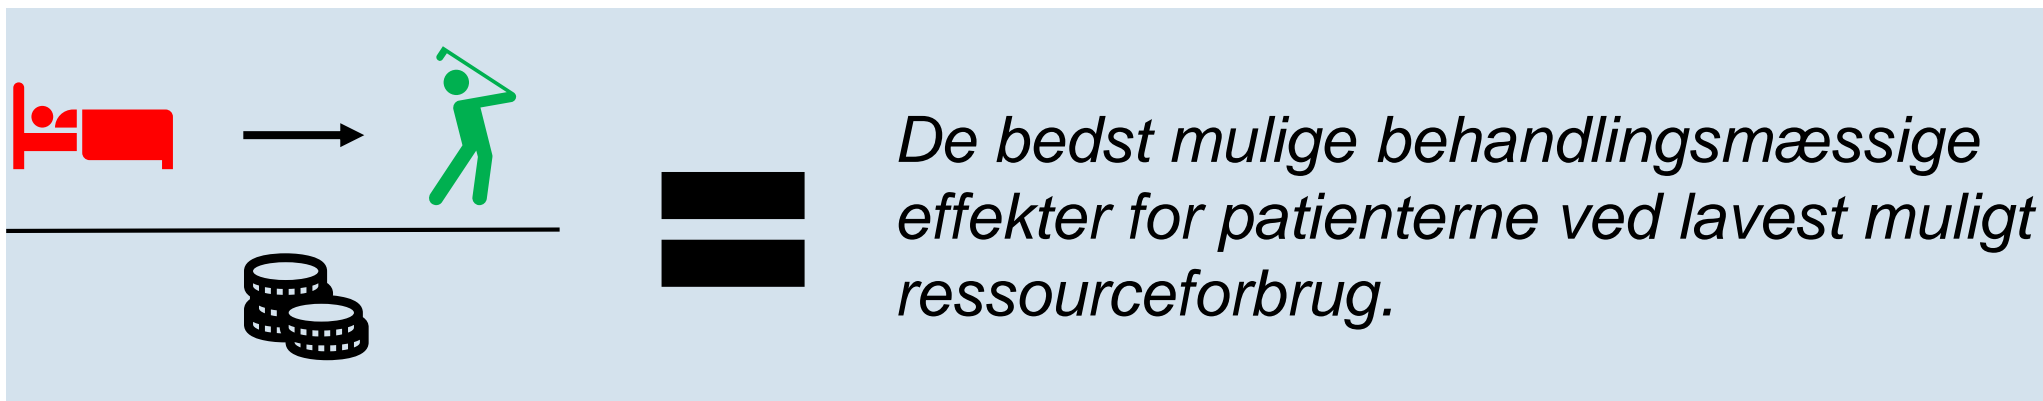 De bedst mulige behandlingsmæssige
effekter for patienterne ved lavest muligt
ressourceforbrug.